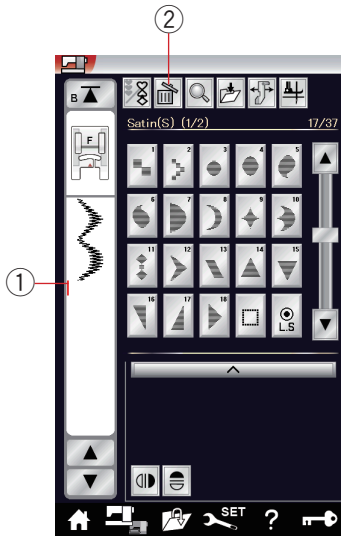 ②
B
F
Satin(S) (1/2) 17/37
1 2 3 4 5
6 7 8 9 10
①
11 12 13 14 15
16 17 18 L.S
SET ?